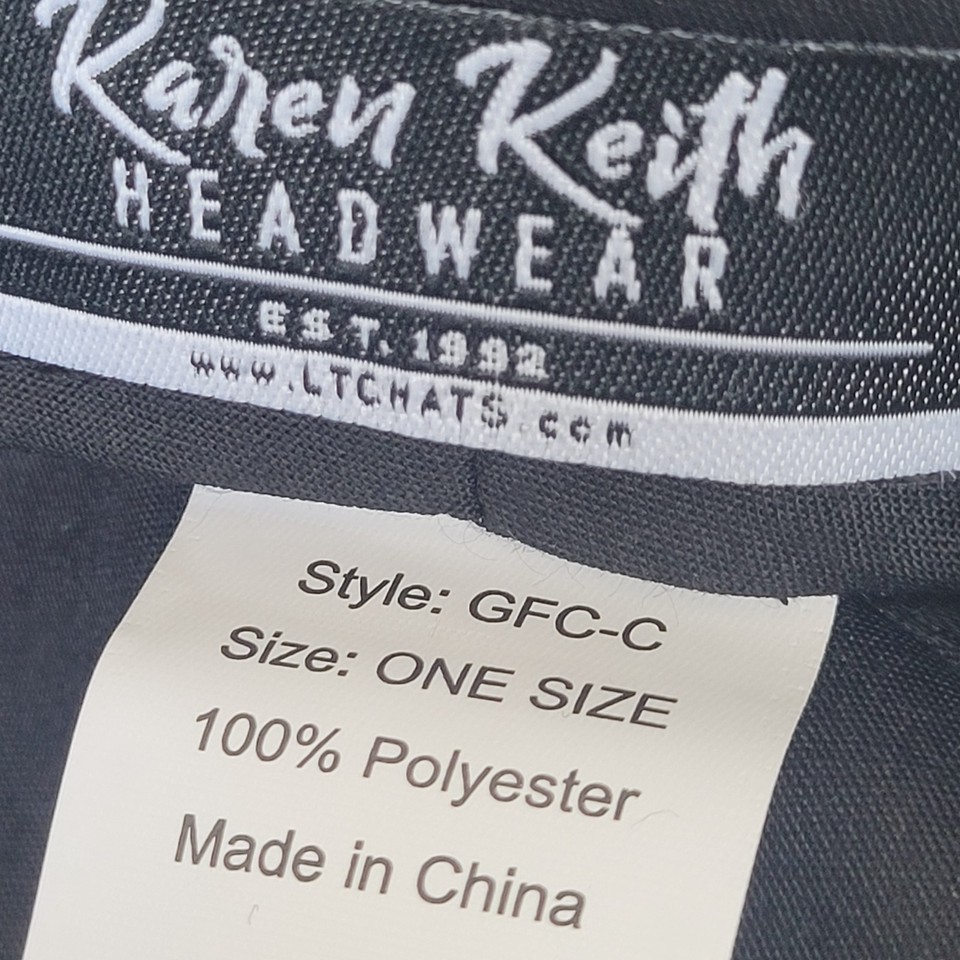 Karen Keith
HEADWEAR
EST. 1992
www.LTCHATS.com
Style: GFC-C
Size: ONE SIZE
100% Polyester
Made in China